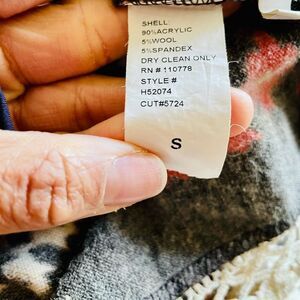 SHELL:
90%ACRYLIC
5%WOOL
5%SPANDEX
DRY CLEAN ONLY
RN # 110778
STYLE #
H52074
CUT#5724
S